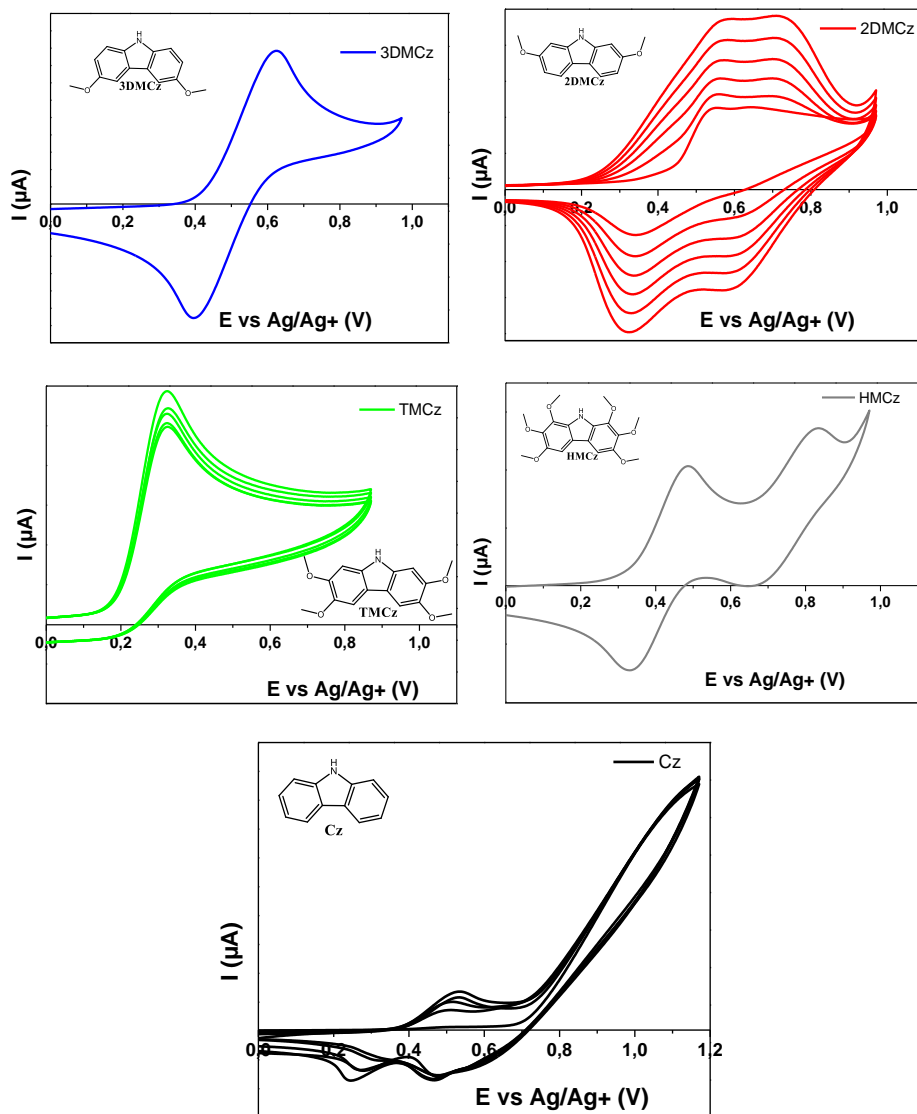 3DMCz
H
N
O
O
3DMCz
I (µA)
0,0 0,2 0,4 0,6 0,8 1,0
E vs Ag/Ag+ (V)
2DMCz
H
N
O
O
2DMCz
I (µA)
0,0 0,2 0,4 0,6 0,8 1,0
E vs Ag/Ag+ (V)
TMCz
H
N
O
O
O
O
TMCz
I (µA)
0,0 0,2 0,4 0,6 0,8 1,0
E vs Ag/Ag+ (V)
HMCz
H
N
O
O
O
O
O
O
HMCz
I (µA)
0,0 0,2 0,4 0,6 0,8 1,0
E vs Ag/Ag+ (V)
Cz
H
N
Cz
I (µA)
0,0 0,2 0,4 0,6 0,8 1,0 1,2
E vs Ag/Ag+ (V)